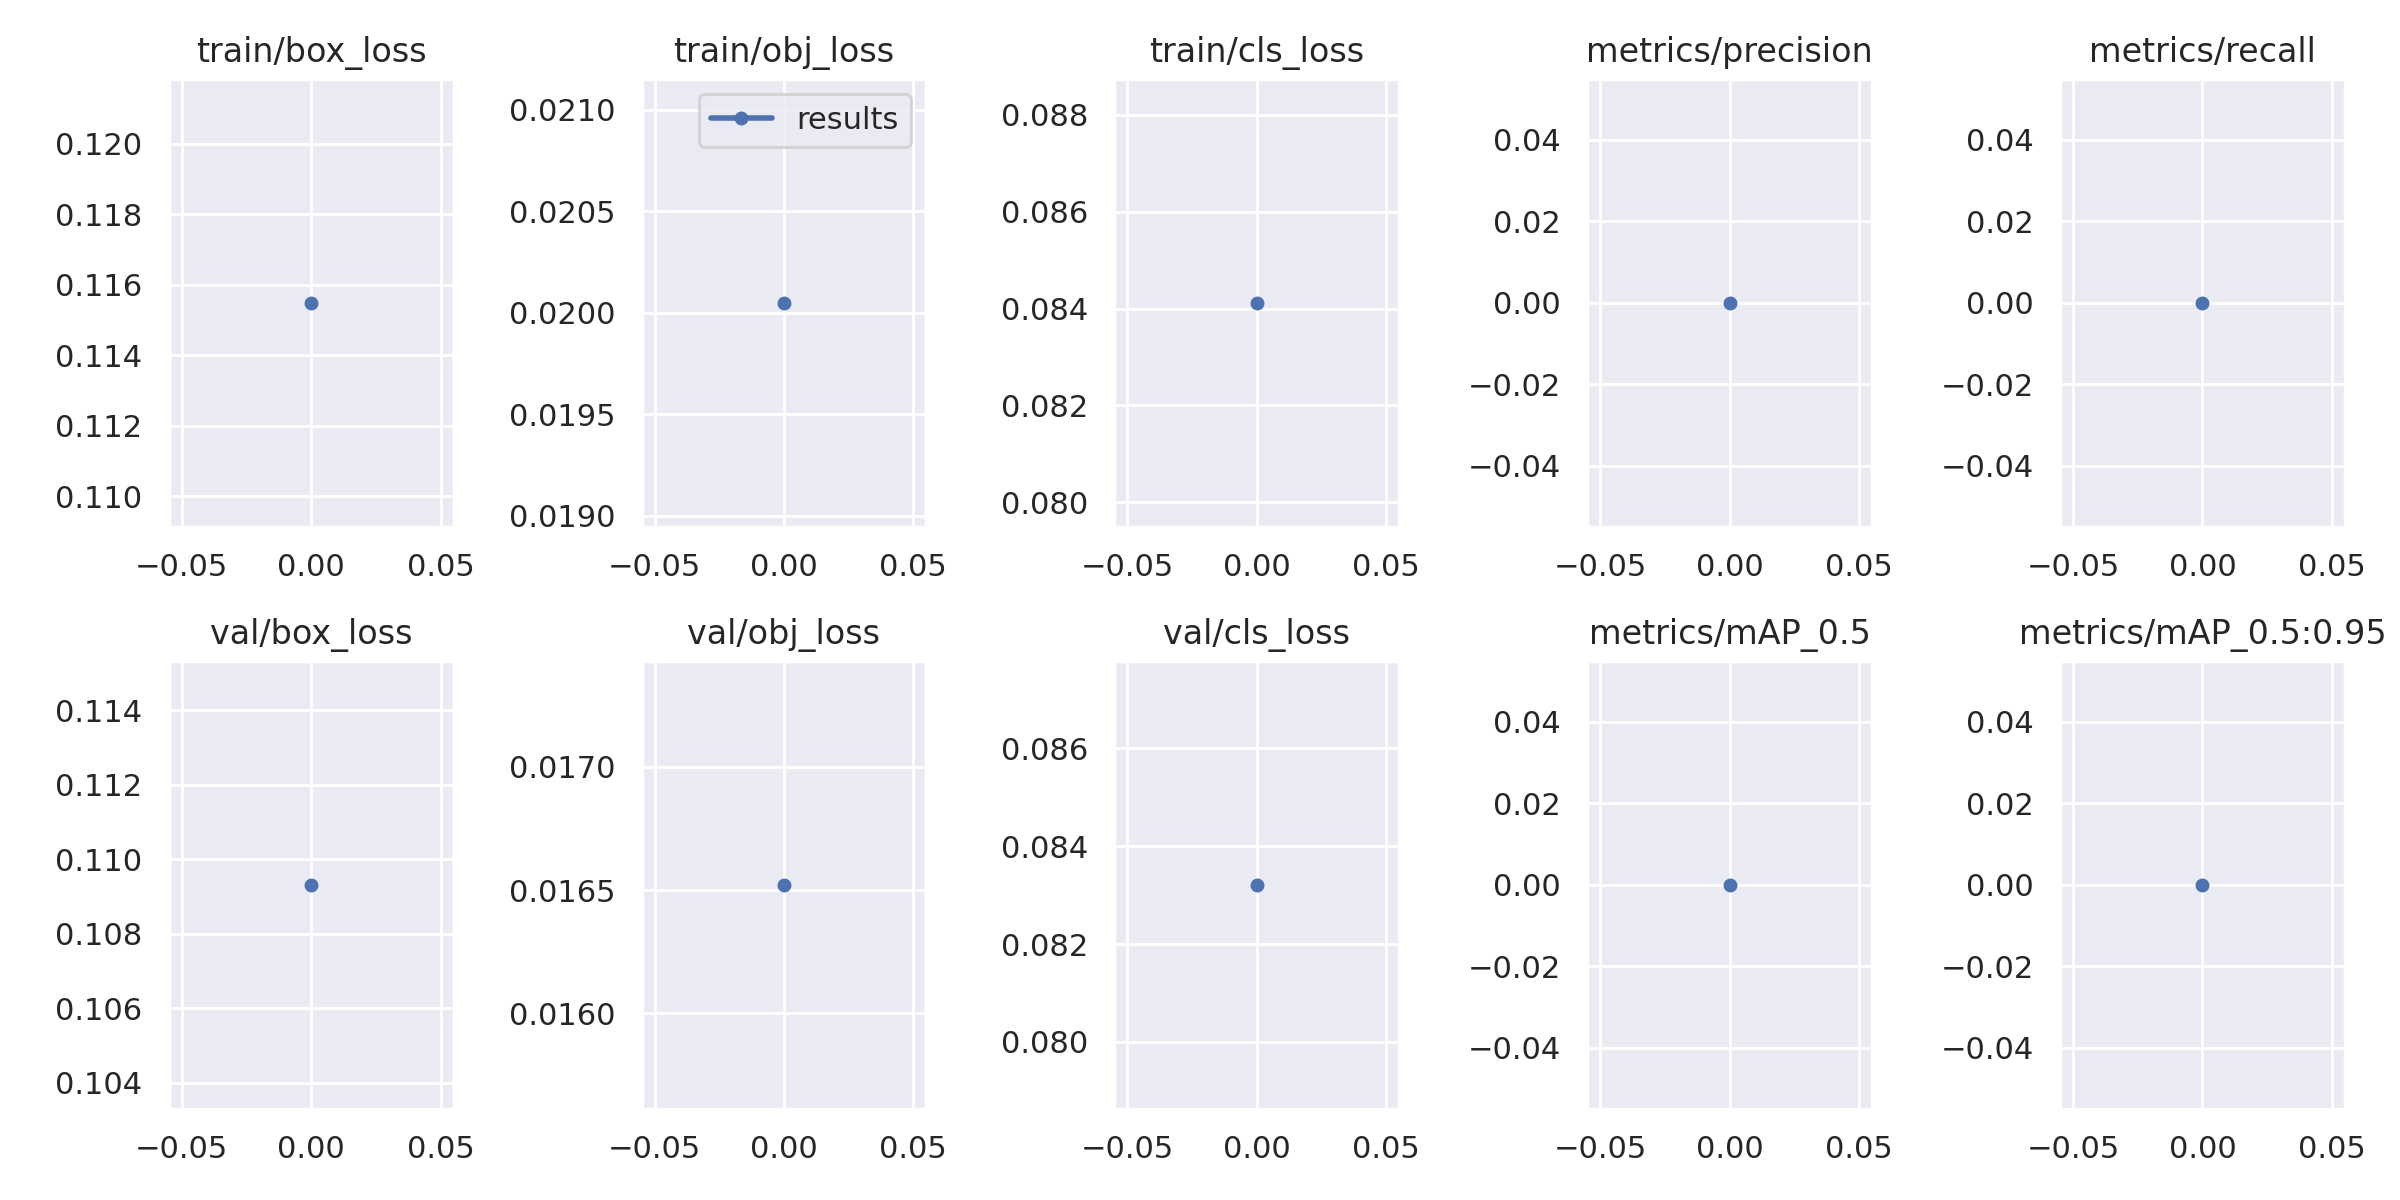 train/box_loss
train/obj_loss
train/cls_loss
metrics/precision
metrics/recall
0.120
0.118
0.116
0.114
0.112
0.110
−0.05 0.00 0.05
0.0210
0.0205
0.0200
0.0195
0.0190
results
−0.05 0.00 0.05
0.088
0.086
0.084
0.082
0.080
−0.05 0.00 0.05
0.04
0.02
0.00
−0.02
−0.04
−0.05 0.00 0.05
0.04
0.02
0.00
−0.02
−0.04
−0.05 0.00 0.05
val/box_loss
val/obj_loss
val/cls_loss
metrics/mAP_0.5
metrics/mAP_0.5:0.95
0.114
0.112
0.110
0.108
0.106
0.104
−0.05 0.00 0.05
0.0170
0.0165
0.0160
−0.05 0.00 0.05
0.086
0.084
0.082
0.080
−0.05 0.00 0.05
0.04
0.02
0.00
−0.02
−0.04
−0.05 0.00 0.05
0.04
0.02
0.00
−0.02
−0.04
−0.05 0.00 0.05